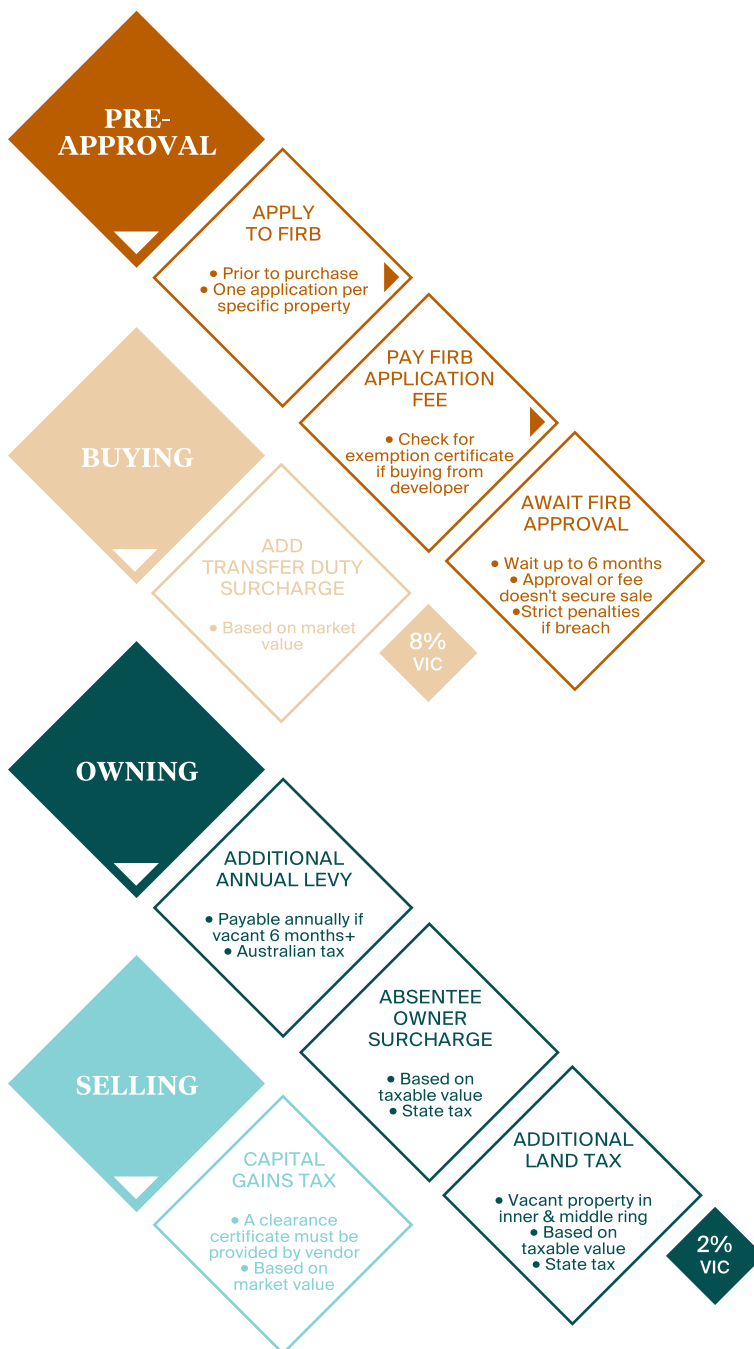 PRE-
APPROVAL
APPLY
TO FIRB
● Prior to purchase
● One application per
specific property
PAY FIRB
APPLICATION
FEE
● Check for
exemption certificate
if buying from
developer
AWAIT FIRB
APPROVAL
● Wait up to 6 months
● Approval or fee
doesn't secure sale
●Strict penalties
if breach
BUYING
ADD
TRANSFER DUTY
SURCHARGE
● Based on market
value
8%
VIC
OWNING
ADDITIONAL
ANNUAL LEVY
● Payable annually if
vacant 6 months+
● Australian tax
ABSENTEE
OWNER
SURCHARGE
● Based on
taxable value
● State tax
ADDITIONAL
LAND TAX
● Vacant property in
inner & middle ring
● Based on
taxable value
● State tax
2%
VIC
SELLING
CAPITAL
GAINS TAX
● A clearance
certificate must be
provided by vendor
● Based on
market value